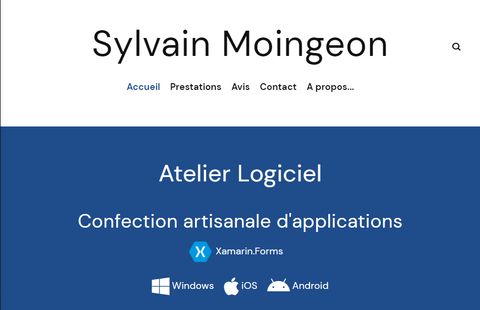 Sylvain Moingeon
Accueil Prestations Avis Contact A propos...
Atelier Logiciel
Confection artisanale d'applications
Xamarin.Forms
Windows iOS Android